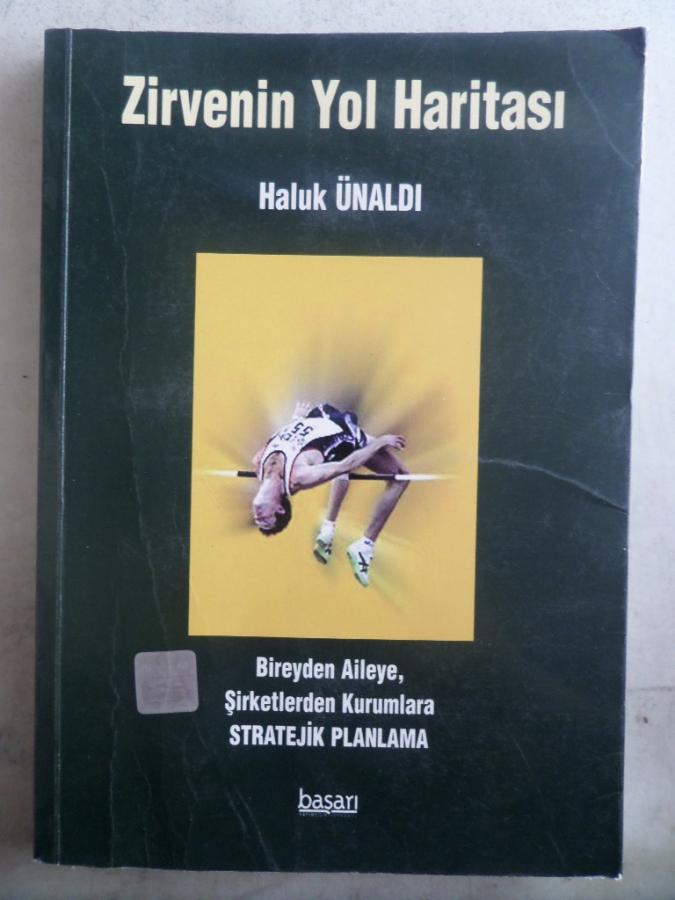 Zirvenin Yol Haritası
Haluk ÜNALDI
Bireyden Aileye,
Şirketlerden Kurumlara
STRATEJİK PLANLAMA
başarı